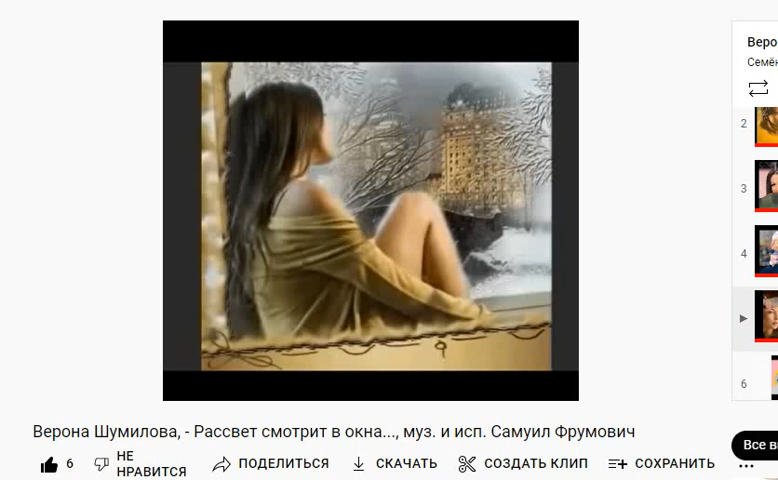 Верона Шумилова, - Рассвет смотрит в окна..., муз. и исп. Самуил Фрумович
6
НЕ НРАВИТСЯ
ПОДЕЛИТЬСЯ
СКАЧАТЬ
СОЗДАТЬ КЛИП
СОХРАНИТЬ
Веро
Семён
2
3
4
6
Все в